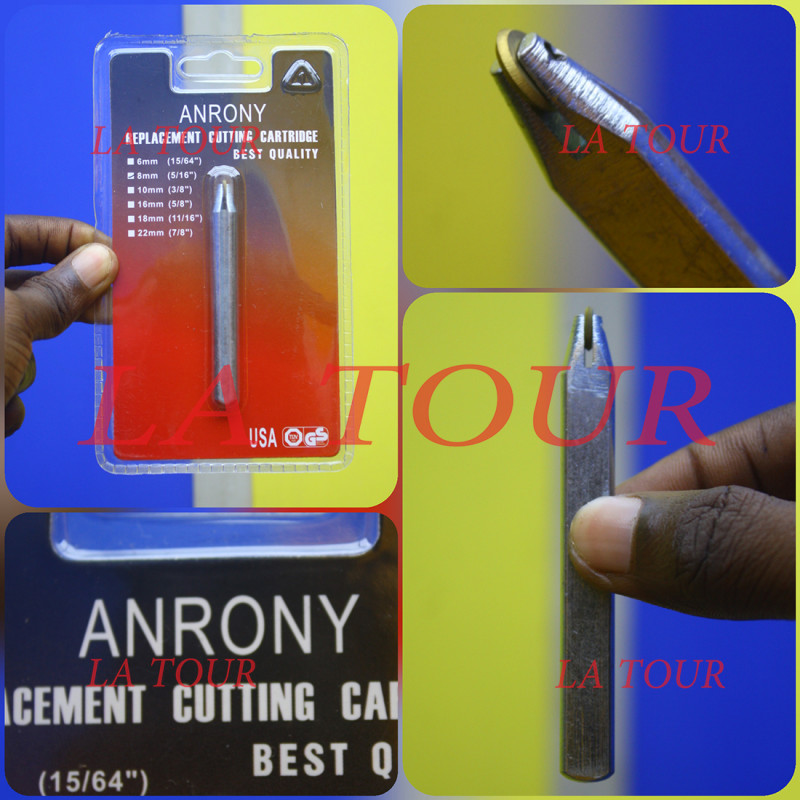 ANRONY
REPLACEMENT CUTTING CARTRIDGE
BEST QUALITY
6mm (15/64")
8mm (5/16")
10mm (3/8")
16mm (5/8")
18mm (11/16")
22mm (7/8")
USA
GS
LA TOUR
LA TOUR
LA TOUR
ANRONY
ACEMENT CUTTING CAR
BEST Q
(15/64")
LA TOUR
LA TOUR